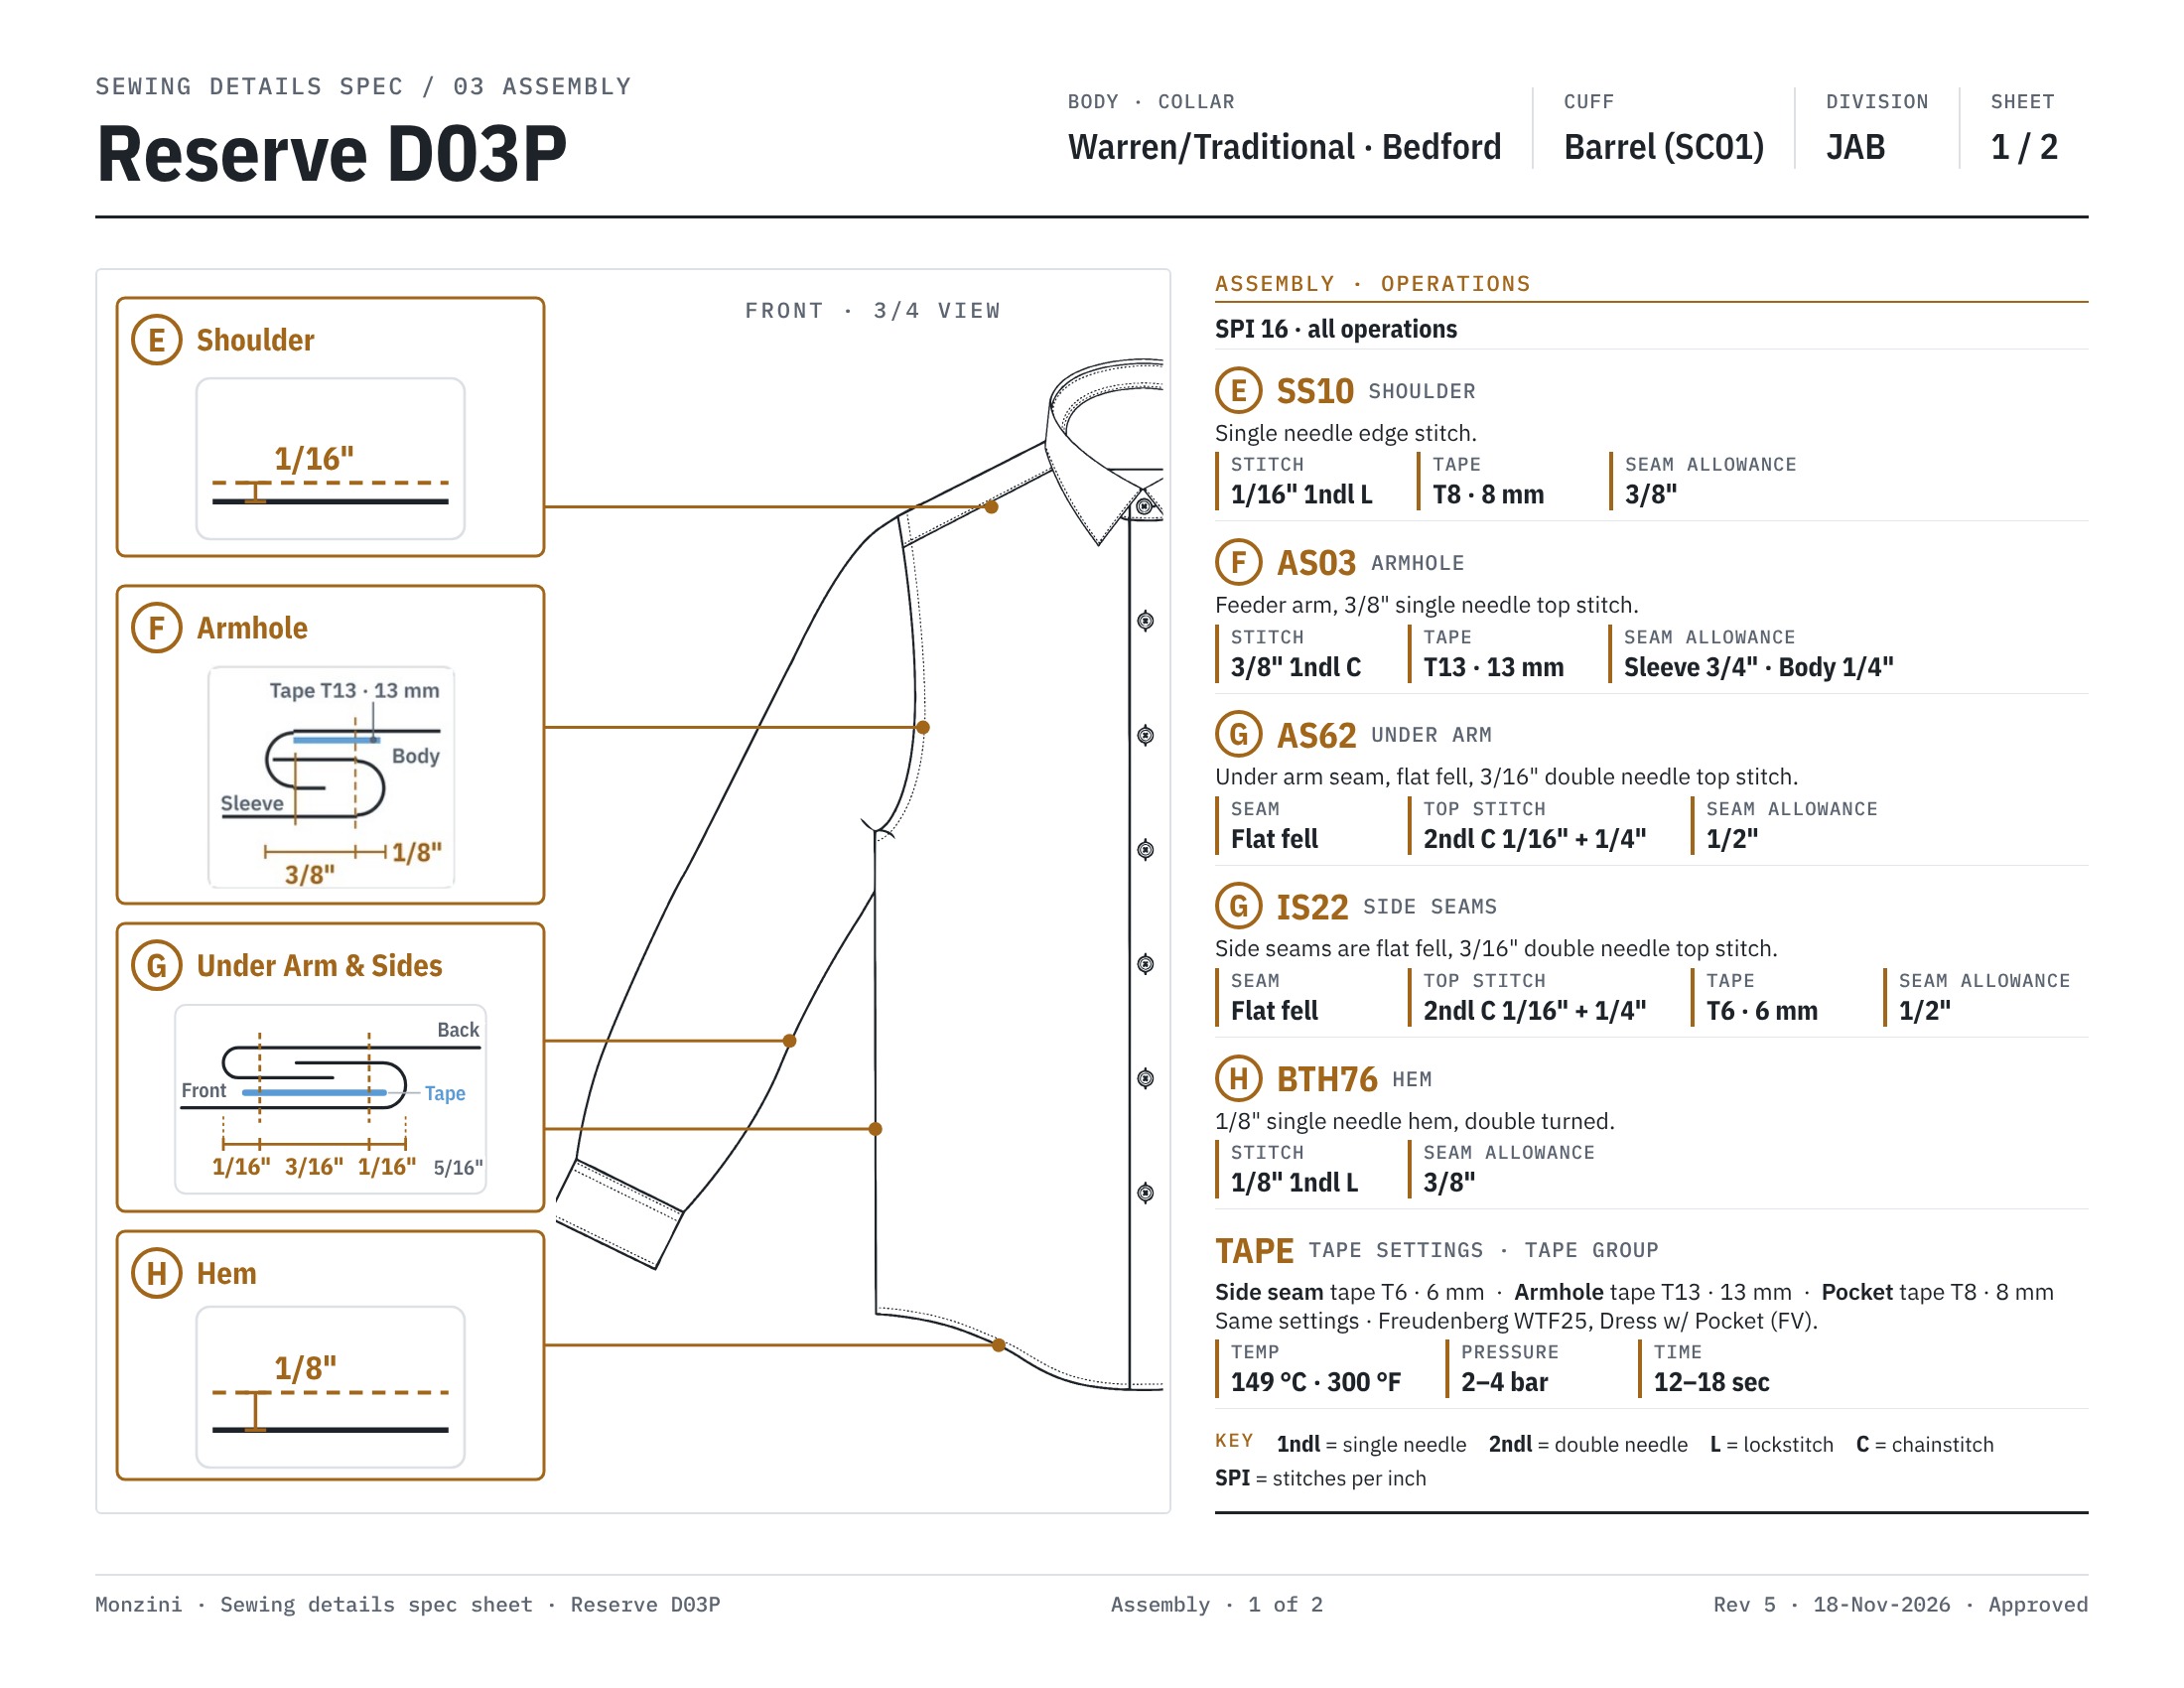 SEWING DETAILS SPEC / 03 ASSEMBLY
Reserve D03P
BODY · COLLAR
Warren/Traditional · Bedford
CUFF
Barrel (SC01)
DIVISION
JAB
SHEET
1 / 2
FRONT · 3/4 VIEW
E Shoulder
1/16"
F Armhole
Tape T13 · 13 mm
Body
Sleeve
1/8"
3/8"
G Under Arm & Sides
Back
Front
Tape
1/16" 3/16" 1/16" 5/16"
H Hem
1/8"
ASSEMBLY · OPERATIONS
SPI 16 · all operations
E SS10 SHOULDER
Single needle edge stitch.
STITCH TAPE SEAM ALLOWANCE
1/16" 1ndl L T8 · 8 mm 3/8"
F AS03 ARMHOLE
Feeder arm, 3/8" single needle top stitch.
STITCH TAPE SEAM ALLOWANCE
3/8" 1ndl C T13 · 13 mm Sleeve 3/4" · Body 1/4"
G AS62 UNDER ARM
Under arm seam, flat fell, 3/16" double needle top stitch.
SEAM TOP STITCH SEAM ALLOWANCE
Flat fell 2ndl C 1/16" + 1/4" 1/2"
G IS22 SIDE SEAMS
Side seams are flat fell, 3/16" double needle top stitch.
SEAM TOP STITCH TAPE SEAM ALLOWANCE
Flat fell 2ndl C 1/16" + 1/4" T6 · 6 mm 1/2"
H BTH76 HEM
1/8" single needle hem, double turned.
STITCH SEAM ALLOWANCE
1/8" 1ndl L 3/8"
TAPE TAPE SETTINGS · TAPE GROUP
Side seam tape T6 · 6 mm · Armhole tape T13 · 13 mm · Pocket tape T8 · 8 mm
Same settings · Freudenberg WTF25, Dress w/ Pocket (FV).
TEMP PRESSURE TIME
149 °C · 300 °F 2–4 bar 12–18 sec
KEY 1ndl = single needle 2ndl = double needle L = lockstitch C = chainstitch
SPI = stitches per inch
Monzini · Sewing details spec sheet · Reserve D03P
Assembly · 1 of 2
Rev 5 · 18-Nov-2026 · Approved